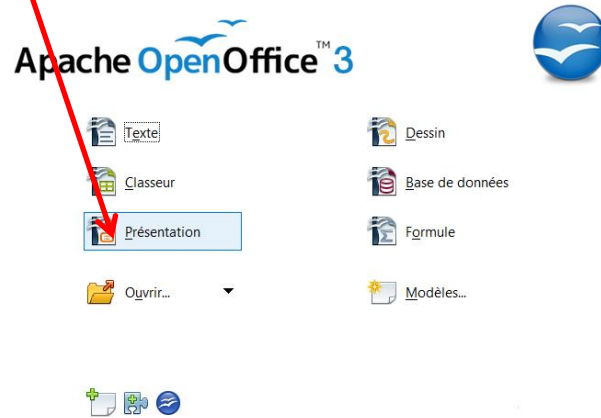 Apache OpenOffice™ 3
Texte
Dessin
Classeur
Base de données
Présentation
Formule
Ouvrir...
Modèles...